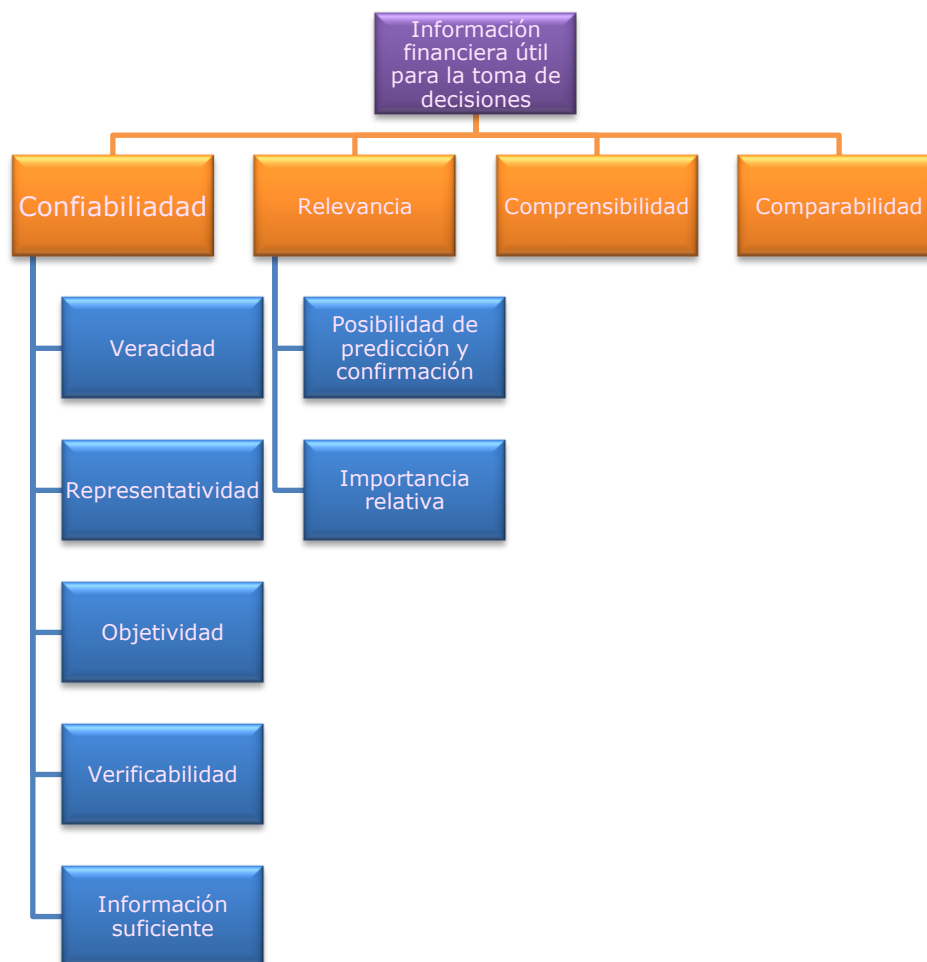 Información
financiera útil
para la toma de
decisiones
Confiabiliadad
Relevancia
Comprensibilidad
Comparabilidad
Veracidad
Posibilidad de
predicción y
confirmación
Representatividad
Importancia
relativa
Objetividad
Verificabilidad
Información
suficiente